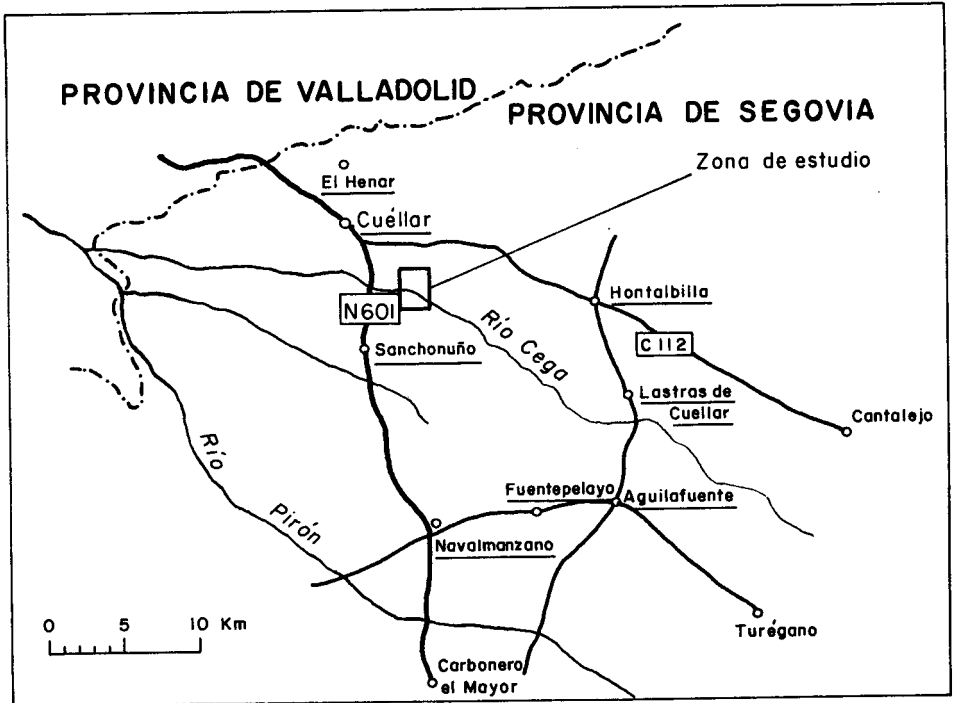 PROVINCIA DE VALLADOLID
PROVINCIA DE SEGOVIA
Zona de estudio
El Henar
Cuéllar
N601
Hontalbilla
C 112
Sanchonuño
Río Cega
Lastras de
Cuellar
Cantalejo
Río
Pirón
Fuentepelayo
Aguilafuente
Navalmanzano
Turégano
0 5 10 Km
Carbonero
el Mayor